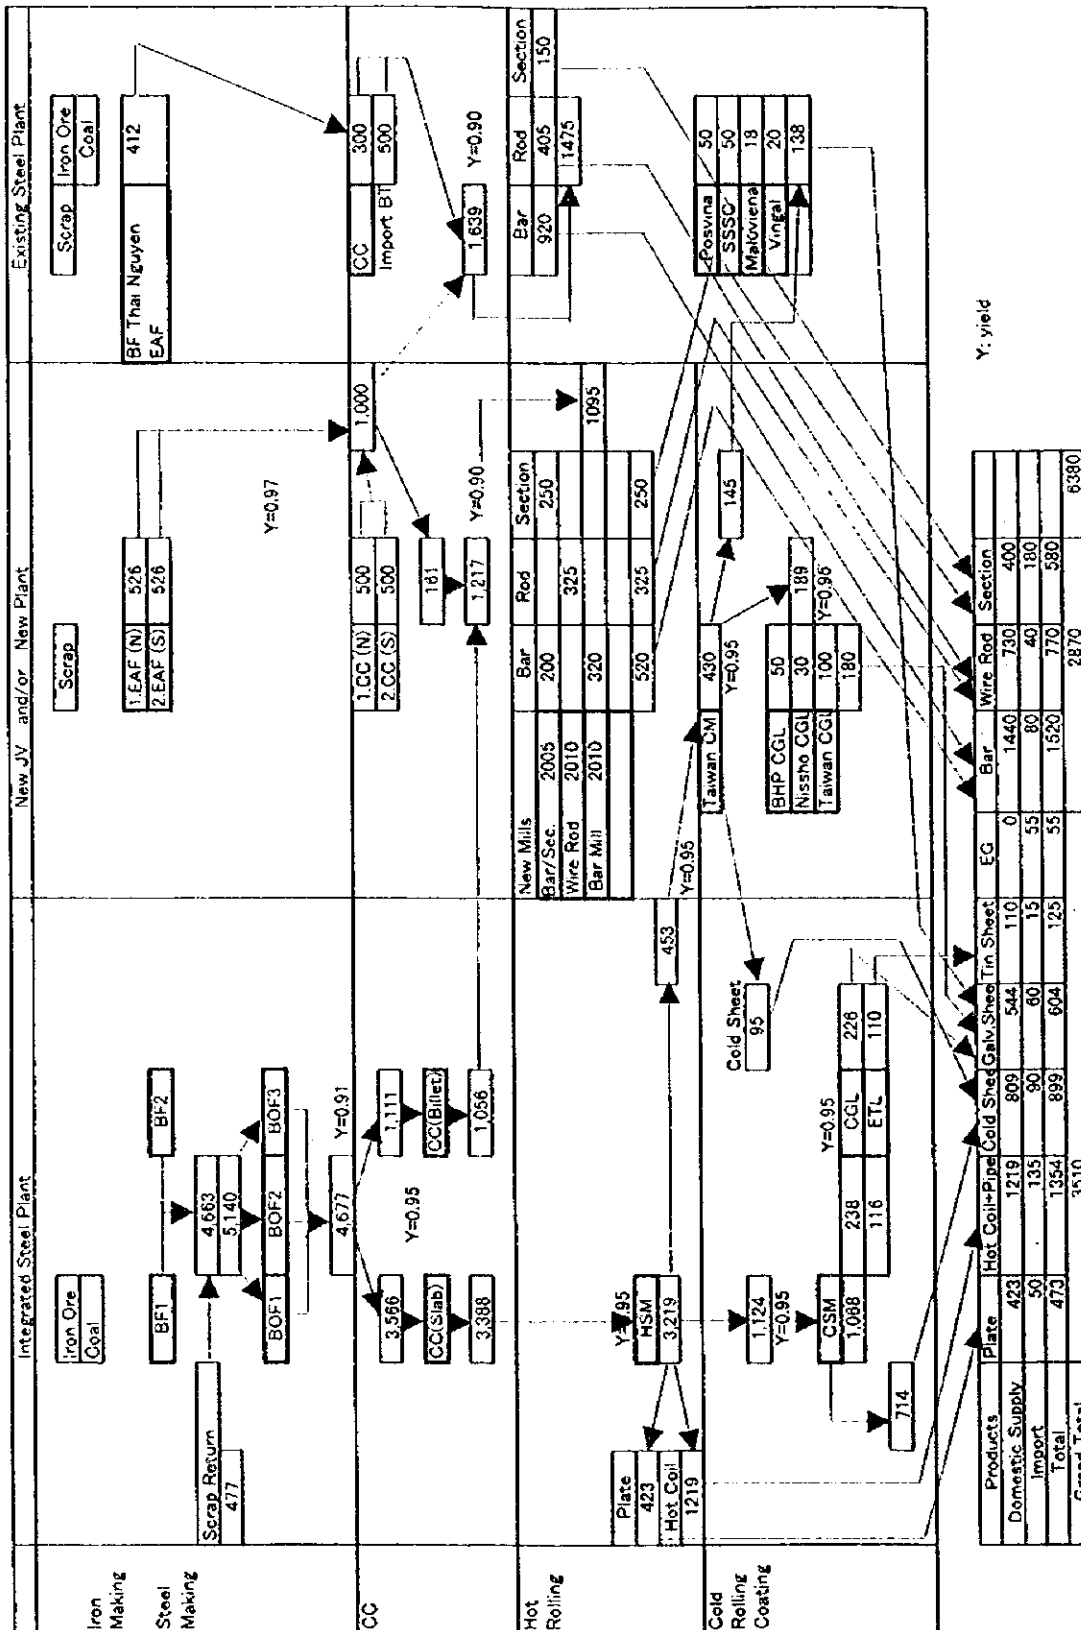 Integrated Steel Plant New JV and/or New Plant Existing Steel Plant
Iron Making
Iron Ore
Coal
Scrap
Scrap Iron Ore
Coal
BF1 BF2
BF Thai Nguyen 412
EAF
Steel Making
1.EAF (N) 526
2.EAF (S) 526
Scrap Return 4,663
477 5,140
BOF1 BOF2 BOF3
Y=0.97
4,677 Y=0.91
CC
1.CC (N) 500 1.000
2.CC (S) 500
CC 300
Import BT 500
3,566 1,111
Y=0.95
CC(Slab) CC(Billet)
161
3,388 1,056
1,217 Y=0.90
1,639 Y=0.90
Hot Rolling
New Mills Bar Rod Section
Bar/Sec. 2005 200 250
Wire Rod 2010 325
Bar Mill 2010 320 1095
520 325 250
Bar Rod Section
920 405 150
1475
Y=0.95
Plate HSM
423 3,219 453
Hot Coil
1219
Y=0.95
Cold Rolling Coating
Taiwan CM 430
Y=0.95
145
Cold Sheet
95
1,124
Y=0.95
BHP CGL 50
Nissho CGL 30 189
Taiwan CGL 100 Y=0.95
180
Posvina 50
SSSC 50
Maluvienal 18
Vingal 20
138
CSM Y=0.95
1,068 238 CGL 226
116 ETL 110
714
Y: yield
Products Plate Hot Coil+Pipe Cold Shee Galv.Shee Tin Sheet EG Bar Wire Rod Section
Domestic Supply 423 1219 809 544 110 0 1440 730 400
Import 50 135 90 60 15 55 80 40 180
Total 473 1354 899 604 125 55 1520 770 580
Grand Total 3510 2870 6380